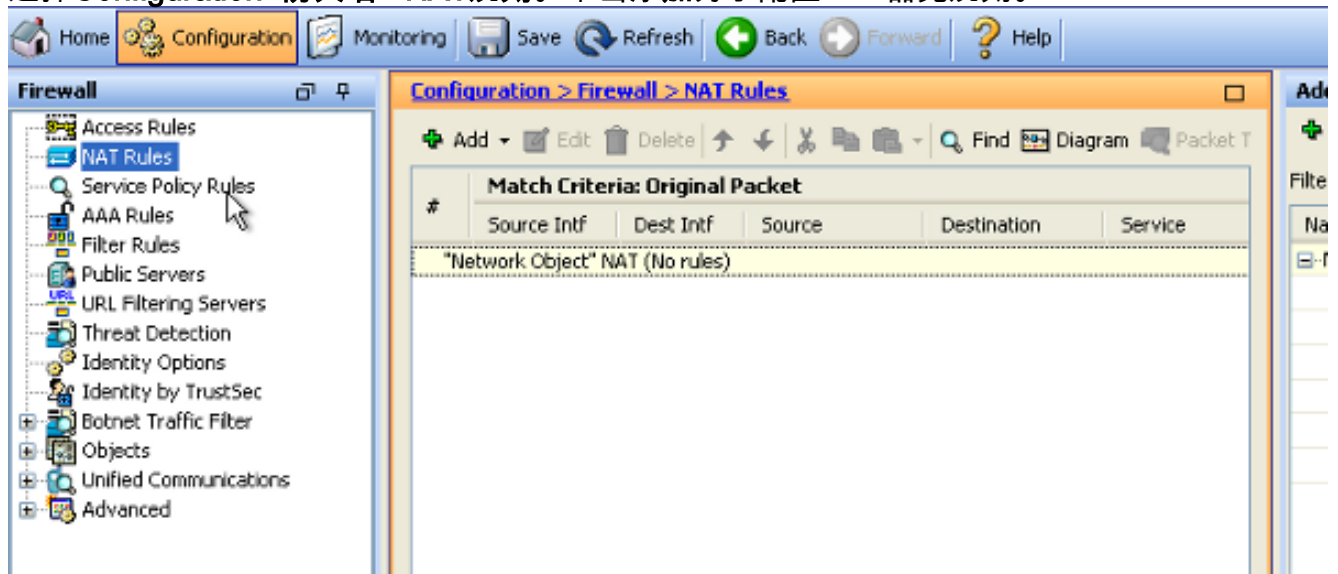 Home Configuration Monitoring Save Refresh Back Forward Help
Firewall
Access Rules
NAT Rules
Service Policy Rules
AAA Rules
Filter Rules
Public Servers
URL Filtering Servers
Threat Detection
Identity Options
Identity by TrustSec
Botnet Traffic Filter
Objects
Unified Communications
Advanced
Configuration > Firewall > NAT Rules
Add Edit Delete Find Diagram Packet T
Match Criteria: Original Packet
# Source Intf Dest Intf Source Destination Service
"Network Object" NAT (No rules)
Filte
Na